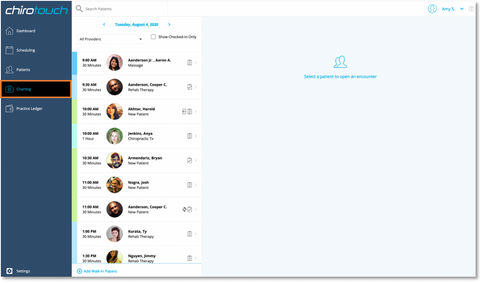 chirotouch
Search Patients
Amy S.
Dashboard
Scheduling
Patients
Charting
Practice Ledger
Settings
Tuesday, August 4, 2020
All Providers
Show Checked-In Only
9:00 AM Aanderson Jr., Aaron A.
30 Minutes Massage
9:30 AM Aanderson, Cooper C.
30 Minutes Rehab Therapy
10:00 AM Akhtar, Harold
30 Minutes New Patient
10:00 AM Jenkins, Anya
1 Hour Chiropractic Tx
10:30 AM Armendariz, Bryan
30 Minutes New Patient
11:00 AM Nagra, Josh
30 Minutes New Patient
11:00 AM Aanderson, Cooper C.
30 Minutes New Patient
1:00 PM Kurata, Ty
30 Minutes Rehab Therapy
1:30 PM Nguyen, Jimmy
30 Minutes Rehab Therapy
Add Walk-in Patient
Select a patient to open an encounter